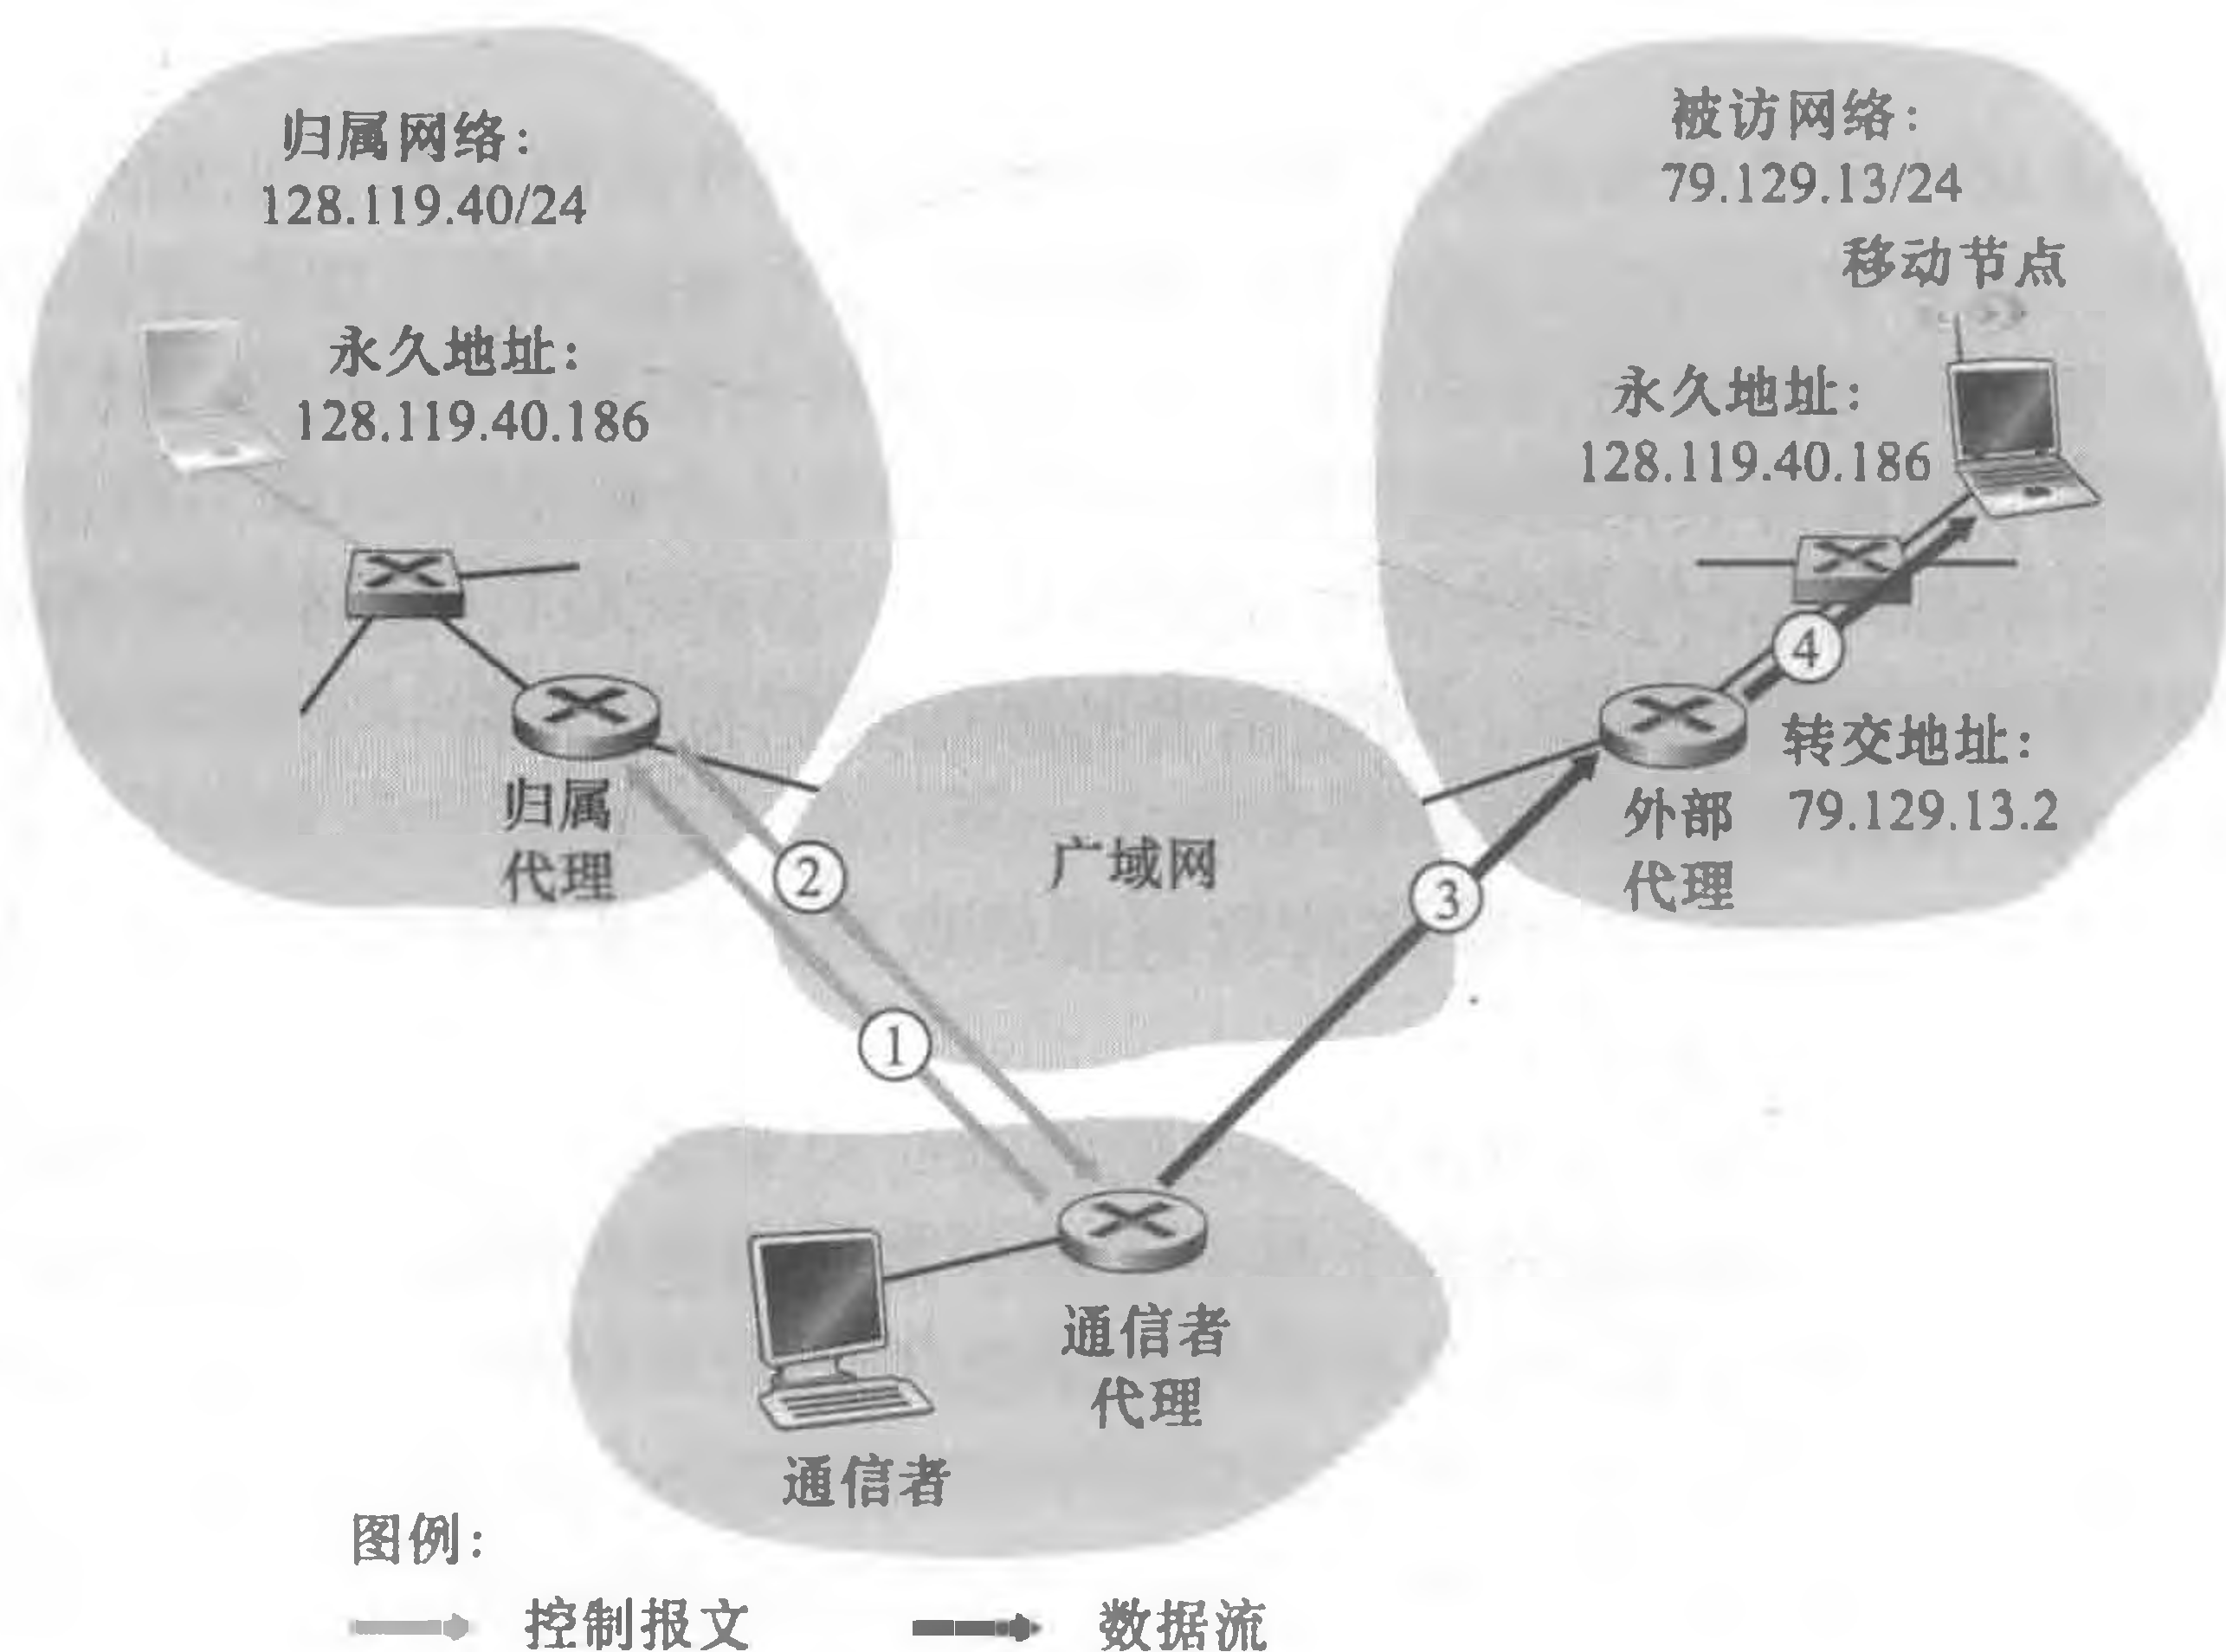 归属网络：
128.119.40/24
永久地址：
128.119.40.186
归属
代理
被访网络：
79.129.13/24
移动节点
永久地址：
128.119.40.186
转交地址：
79.129.13.2
外部
代理
广域网
①
②
③
④
通信者
代理
通信者
图例：
控制报文
数据流